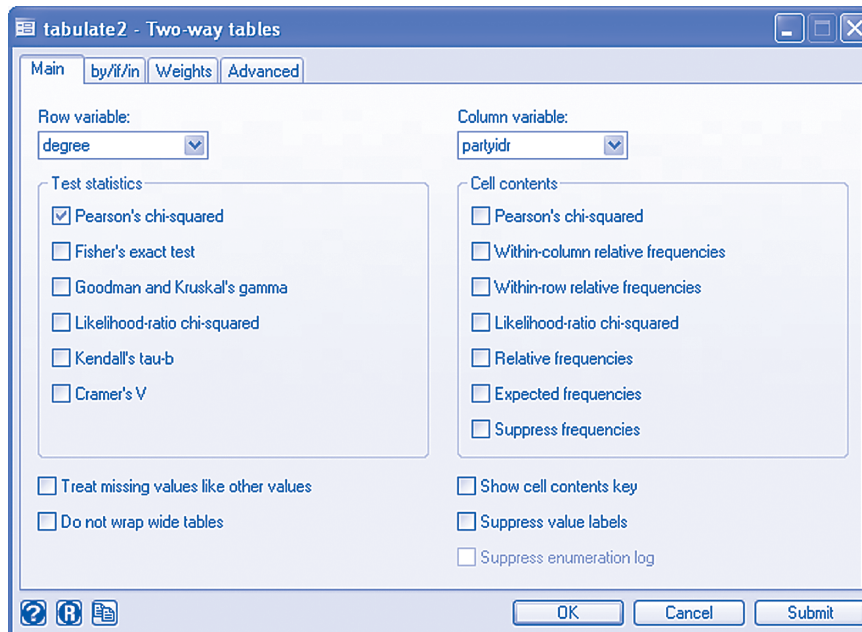 tabulate2 - Two-way tables
Main by/if/in Weights Advanced
Row variable:
degree
Column variable:
partyidr
Test statistics
Pearson's chi-squared
Fisher's exact test
Goodman and Kruskal's gamma
Likelihood-ratio chi-squared
Kendall's tau-b
Cramer's V
Cell contents
Pearson's chi-squared
Within-column relative frequencies
Within-row relative frequencies
Likelihood-ratio chi-squared
Relative frequencies
Expected frequencies
Suppress frequencies
Treat missing values like other values
Do not wrap wide tables
Show cell contents key
Suppress value labels
Suppress enumeration log
? R
OK Cancel Submit